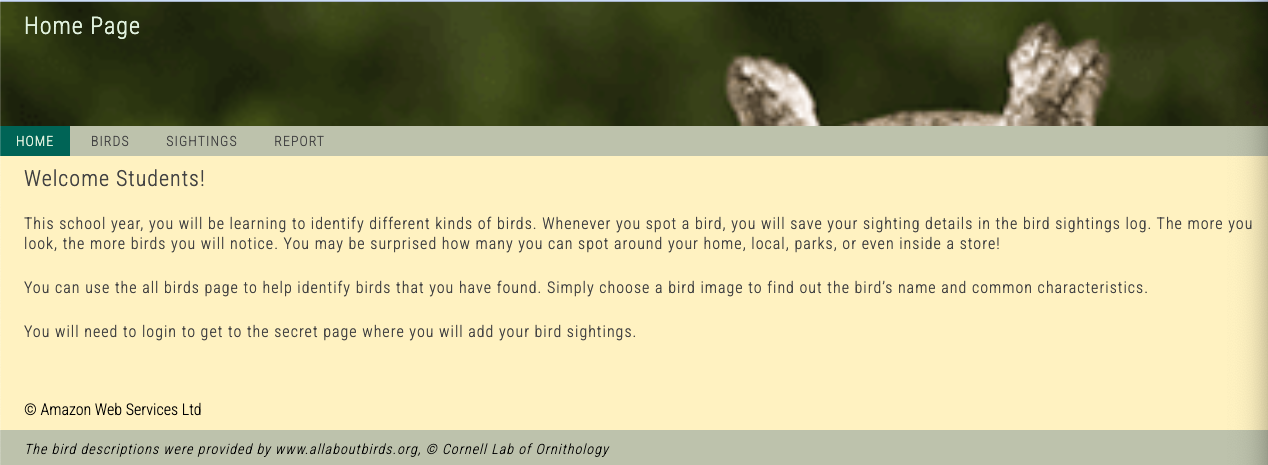 Home Page
HOME BIRDS SIGHTINGS REPORT
Welcome Students!
This school year, you will be learning to identify different kinds of birds. Whenever you spot a bird, you will save your sighting details in the bird sightings log. The more you
look, the more birds you will notice. You may be surprised how many you can spot around your home, local, parks, or even inside a store!
You can use the all birds page to help identify birds that you have found. Simply choose a bird image to find out the bird’s name and common characteristics.
You will need to login to get to the secret page where you will add your bird sightings.
© Amazon Web Services Ltd
The bird descriptions were provided by www.allaboutbirds.org, © Cornell Lab of Ornithology